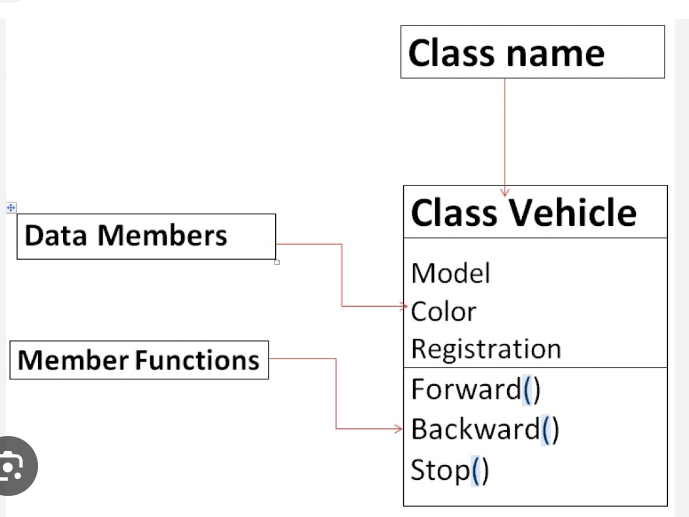 Class name
Class Vehicle
Data Members
Model
Color
Registration
Member Functions
Forward()
Backward()
Stop()